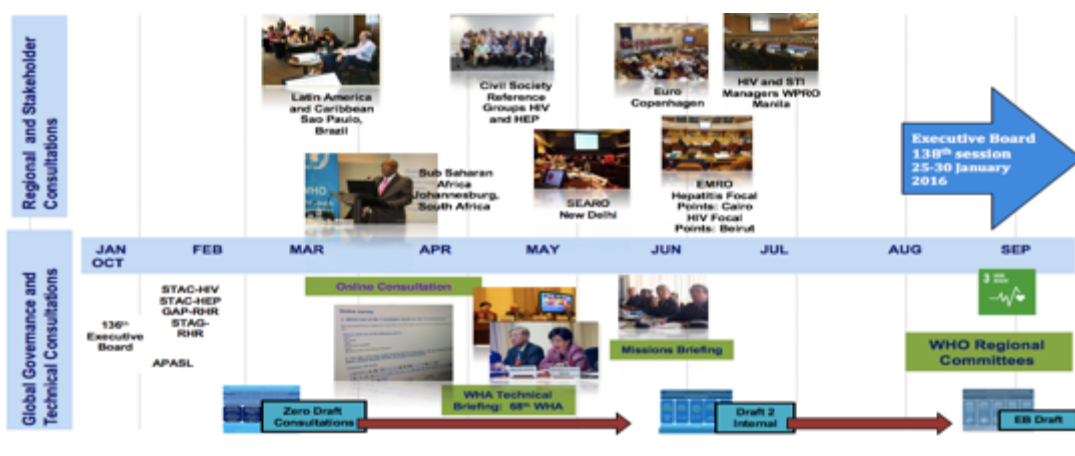 Regional and Stakeholder
Consultations
Latin America
and Caribbean
Sao Paulo,
Brazil
Civil Society
Reference
Groups HIV
and HEP
Euro
Copenhagen
HIV and STI
Managers WPRO
Manila
Sub Saharan
Africa
Johannesburg,
South Africa
WHO
SEARO
New Delhi
EMRO
Hepatitis Focal
Points: Cairo
HIV Focal
Points: Beirut
Executive Board
138th session
25-30 January
2016
Global Governance and
Technical Consultations
JAN FEB MAR APR MAY JUN JUL AUG SEP
OCT
136th
Executive
Board
STAC-HIV
STAC-HEP
GAP-RHR
STAG-
RHR
APASL
Online Consultation
WHA Technical
Briefing: 68th WHA
Missions Briefing
3
WHO Regional
Committees
Zero Draft
Consultations
Draft 2
Internal
EB Draft